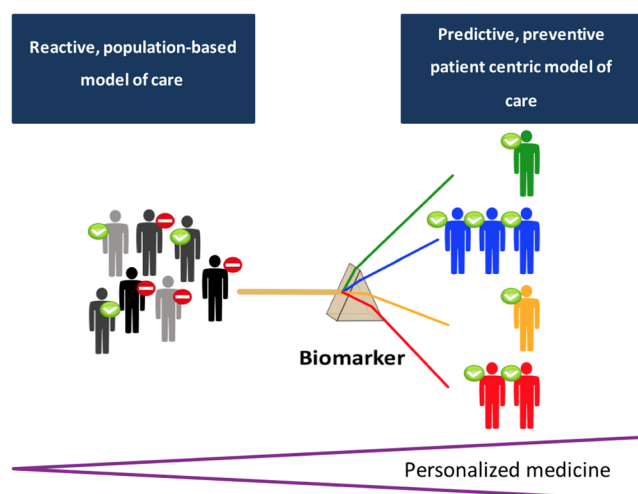 Reactive, population-based
model of care
Predictive, preventive
patient centric model of
care
Biomarker
Personalized medicine